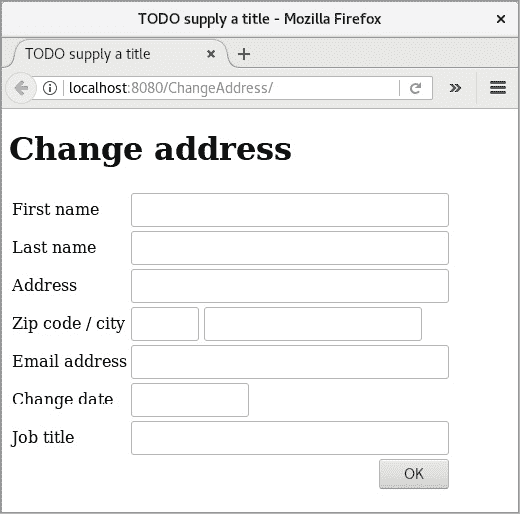 TODO supply a title - Mozilla Firefox
TODO supply a title
localhost:8080/ChangeAddress/
Change address
First name
Last name
Address
Zip code / city
Email address
Change date
Job title
OK